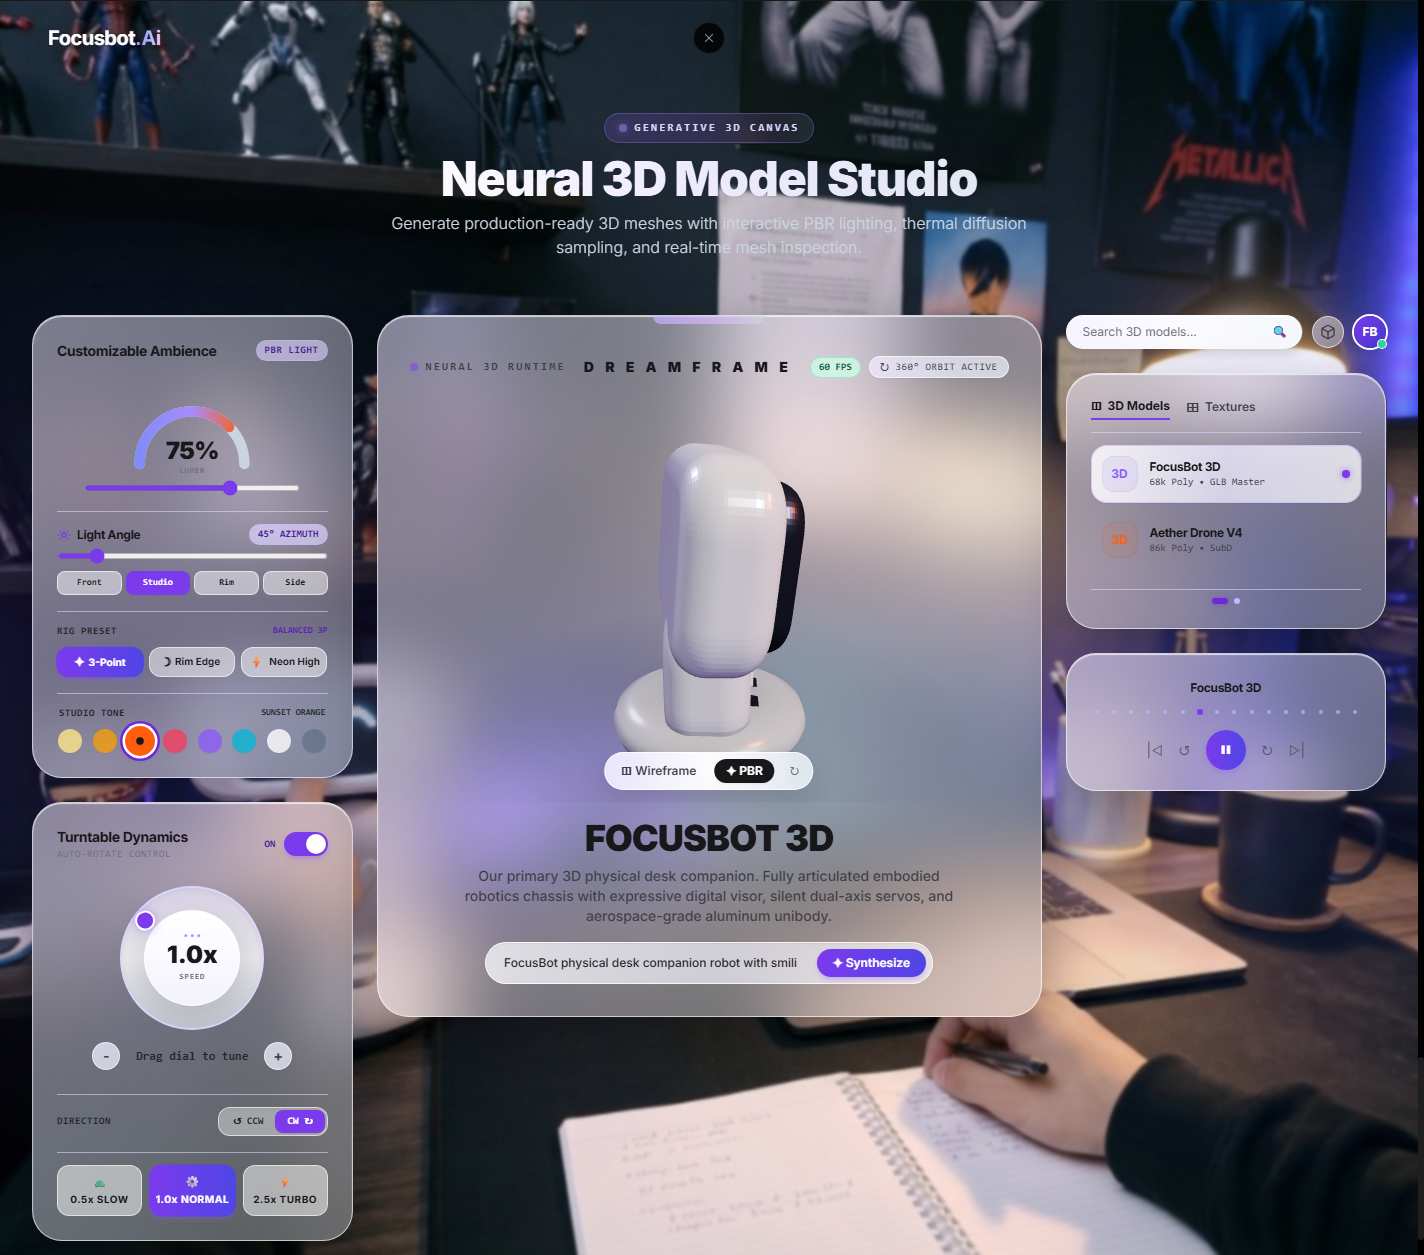 Focusbot.Ai
GENERATIVE 3D CANVAS
Neural 3D Model Studio
Generate production-ready 3D meshes with interactive PBR lighting, thermal diffusion
sampling, and real-time mesh inspection.
METALLICA
Customizable Ambience
PBR LIGHT
75%
LUMEN
Light Angle
45° AZIMUTH
Front
Studio
Rim
Side
RIG PRESET
BALANCED 3P
3-Point
Rim Edge
Neon High
STUDIO TONE
SUNSET ORANGE
Turntable Dynamics
AUTO-ROTATE CONTROL
ON
1.0x
SPEED
-
Drag dial to tune
+
DIRECTION
↺ CCW
CW ↻
0.5x SLOW
1.0x NORMAL
2.5x TURBO
NEURAL 3D RUNTIME
DREAMFRAME
60 FPS
↻ 360° ORBIT ACTIVE
Wireframe
✦ PBR
↻
FOCUSBOT 3D
Our primary 3D physical desk companion. Fully articulated embodied
robotics chassis with expressive digital visor, silent dual-axis servos, and
aerospace-grade aluminum unibody.
FocusBot physical desk companion robot with smili
✦ Synthesize
Search 3D models...
FB
3D Models
Textures
3D
FocusBot 3D
68k Poly • GLB Master
3D
Aether Drone V4
86k Poly • SubD
FocusBot 3D